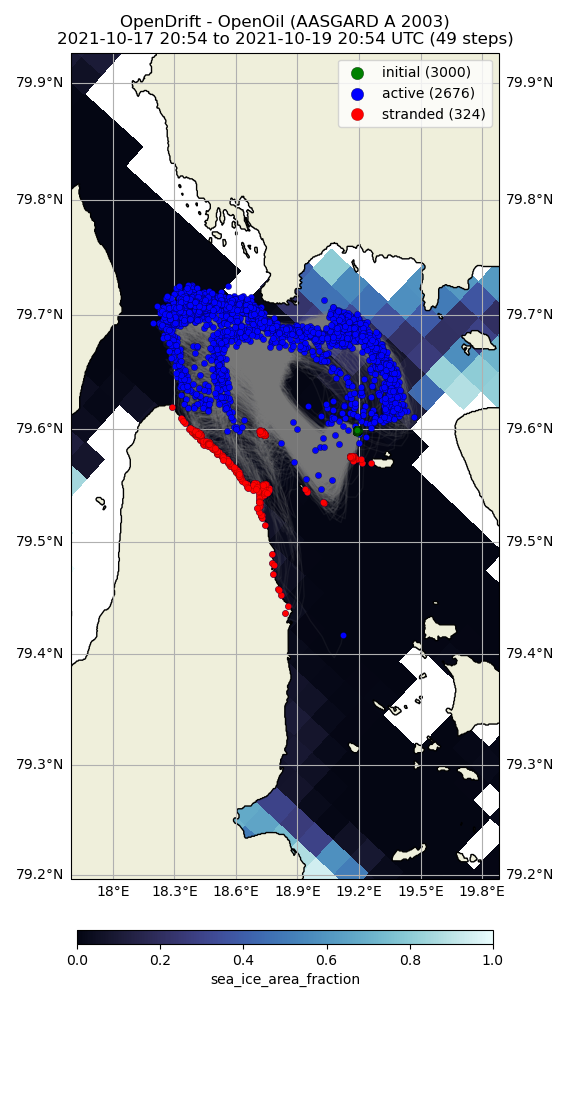 OpenDrift - OpenOil (AASGARD A 2003)
2021-10-17 20:54 to 2021-10-19 20:54 UTC (49 steps)
initial (3000)
active (2676)
stranded (324)
79.9°N 79.9°N
79.8°N 79.8°N
79.7°N 79.7°N
79.6°N 79.6°N
79.5°N 79.5°N
79.4°N 79.4°N
79.3°N 79.3°N
79.2°N 79.2°N
18°E 18.3°E 18.6°E 18.9°E 19.2°E 19.5°E 19.8°E
0.0 0.2 0.4 0.6 0.8 1.0
sea_ice_area_fraction